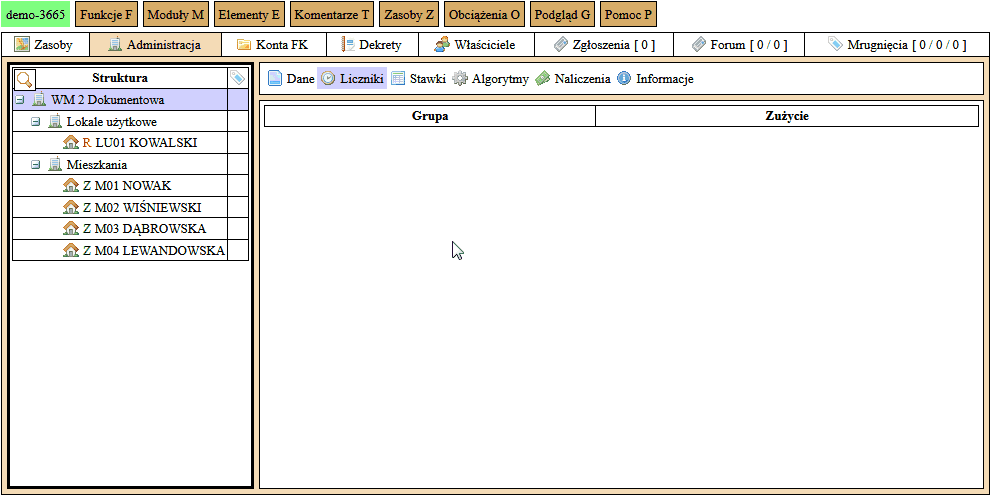 demo-3665 Funkcje F Moduły M Elementy E Komentarze T Zasoby Z Obciążenia O Podgląd G Pomoc P
Zasoby Administracja Konta FK Dekrety Właściciele Zgłoszenia [ 0 ] Forum [ 0 / 0 ] Mrugnięcia [ 0 / 0 / 0 ]
Struktura
WM 2 Dokumentowa
Lokale użytkowe
R LU01 KOWALSKI
Mieszkania
Z M01 NOWAK
Z M02 WIŚNIEWSKI
Z M03 DĄBROWSKA
Z M04 LEWANDOWSKA
Dane Liczniki Stawki Algorytmy Naliczenia Informacje
Grupa Zużycie